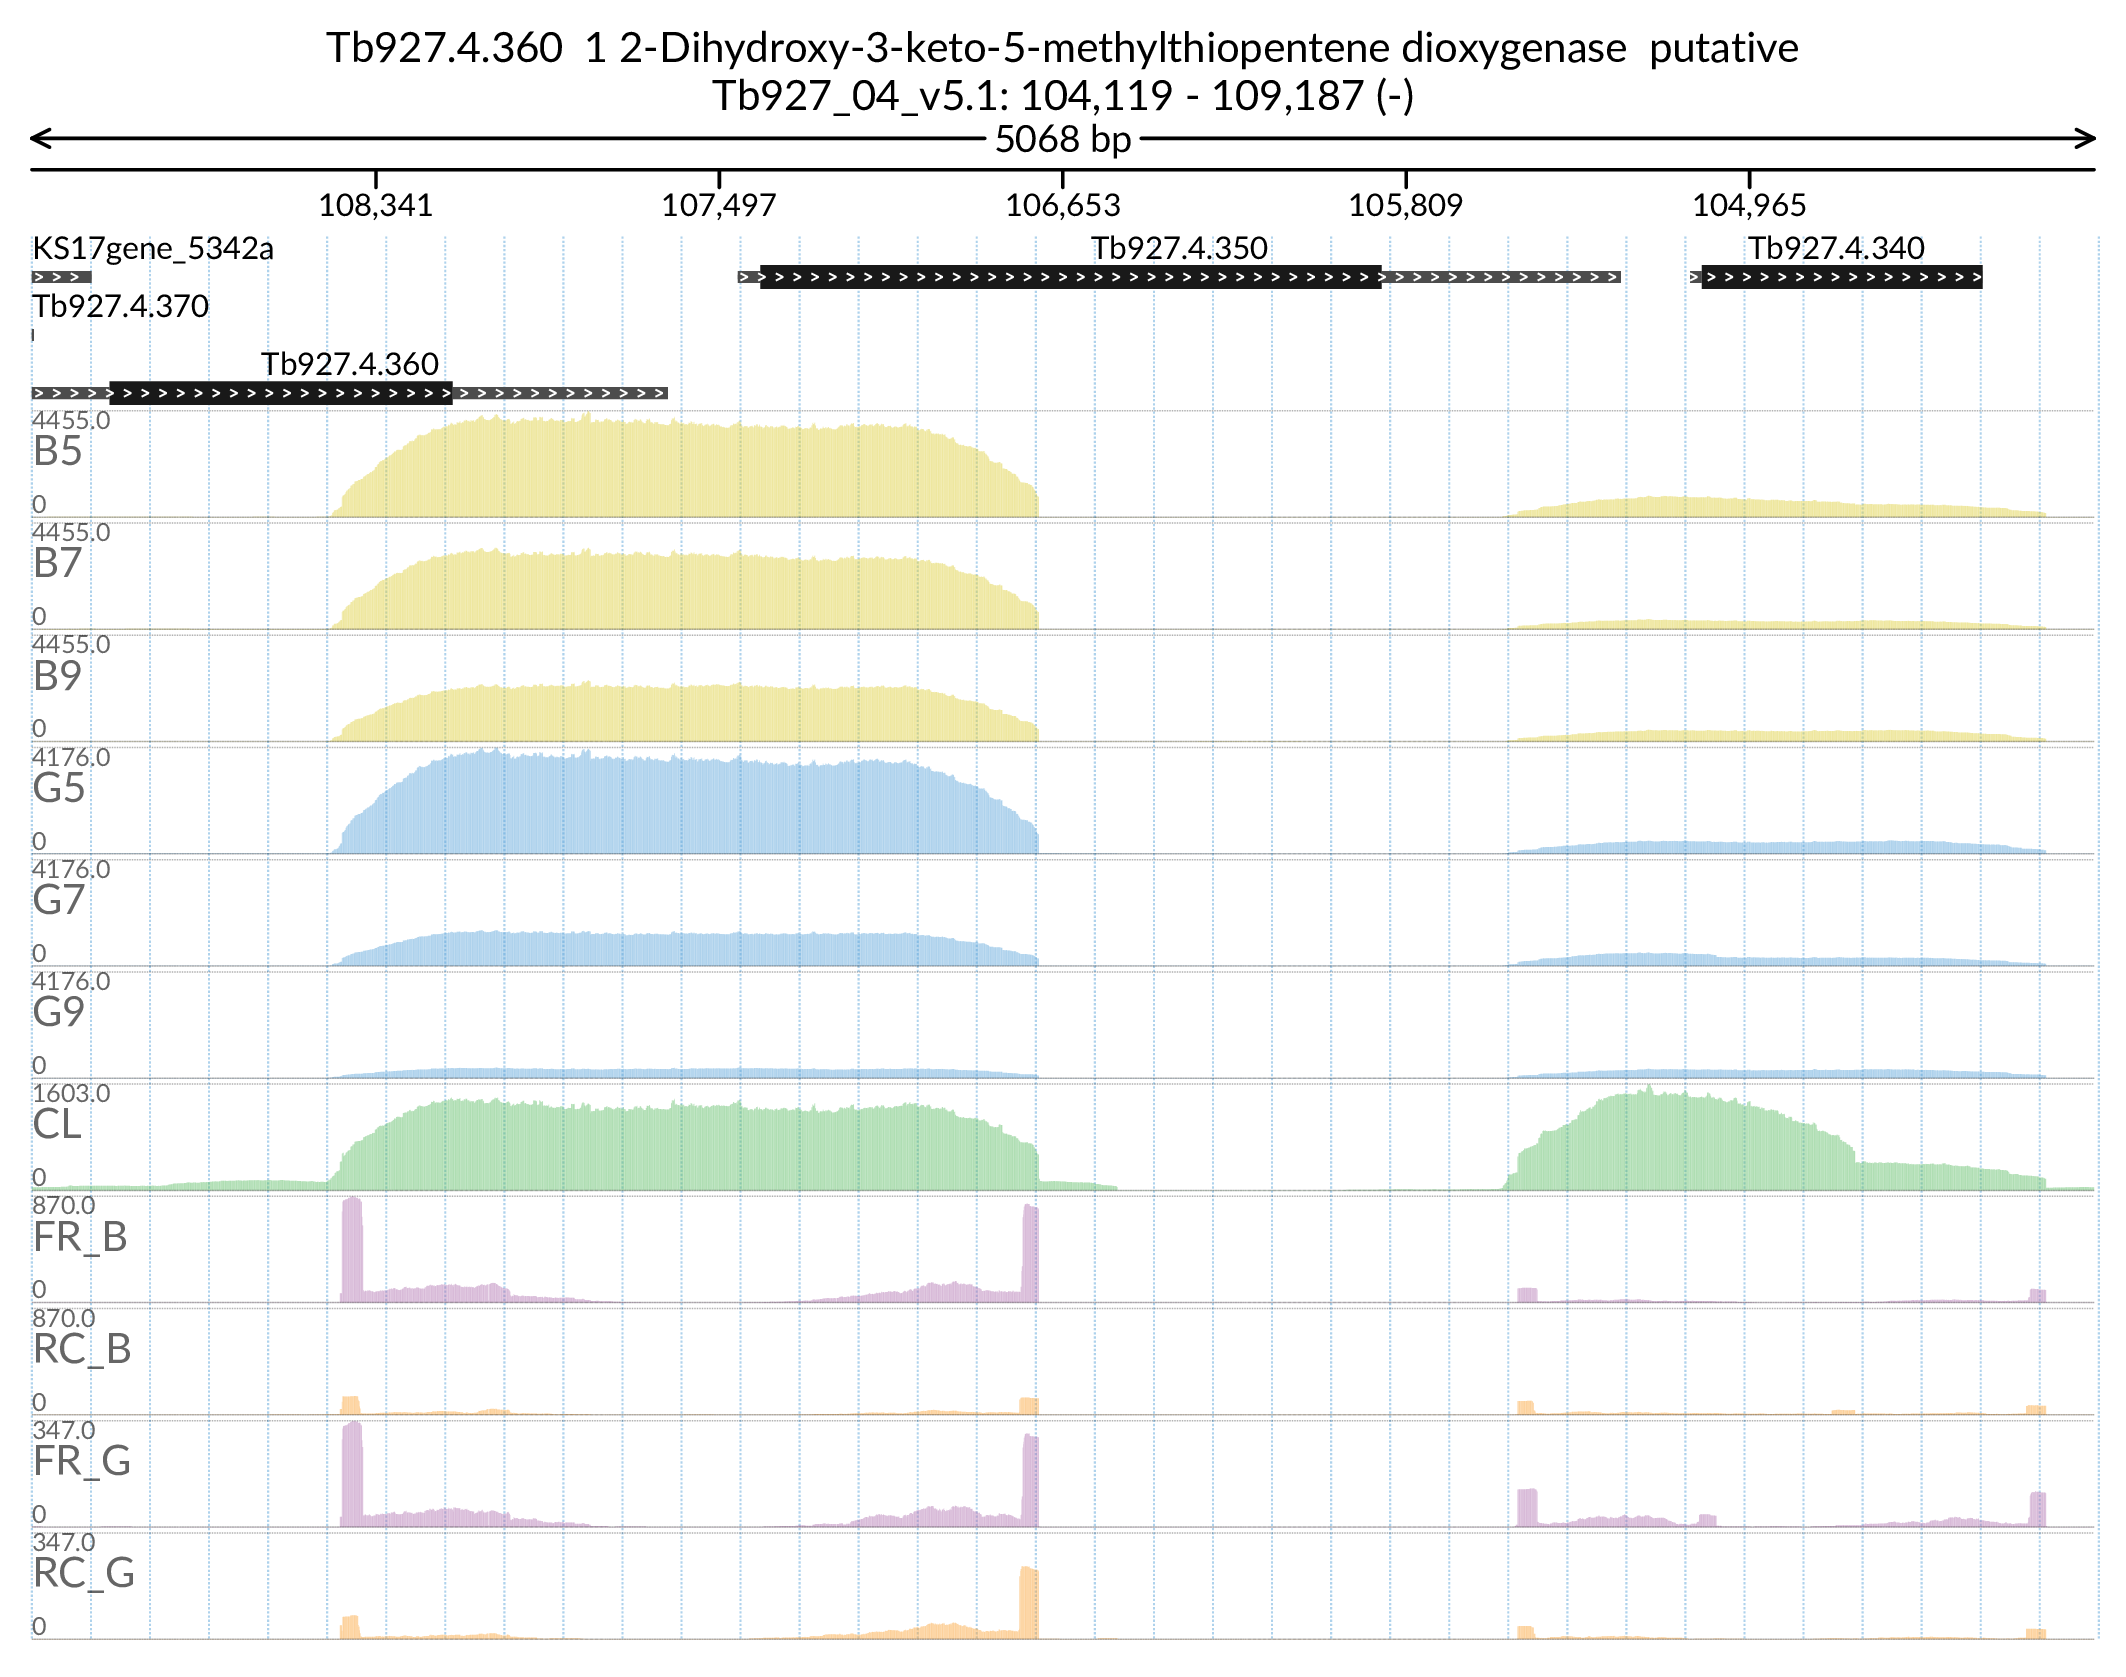 Tb927.4.360  1 2-Dihydroxy-3-keto-5-methylthiopentene dioxygenase  putative
Tb927_04_v5.1: 104,119 - 109,187 (-)
5068 bp
108,341 107,497 106,653 105,809 104,965
KS17gene_5342a Tb927.4.350 Tb927.4.340
Tb927.4.370
Tb927.4.360
4455.0
B5
0
4455.0
B7
0
4455.0
B9
0
4176.0
G5
0
4176.0
G7
0
4176.0
G9
0
1603.0
CL
0
870.0
FR_B
0
870.0
RC_B
0
347.0
FR_G
0
347.0
RC_G
0